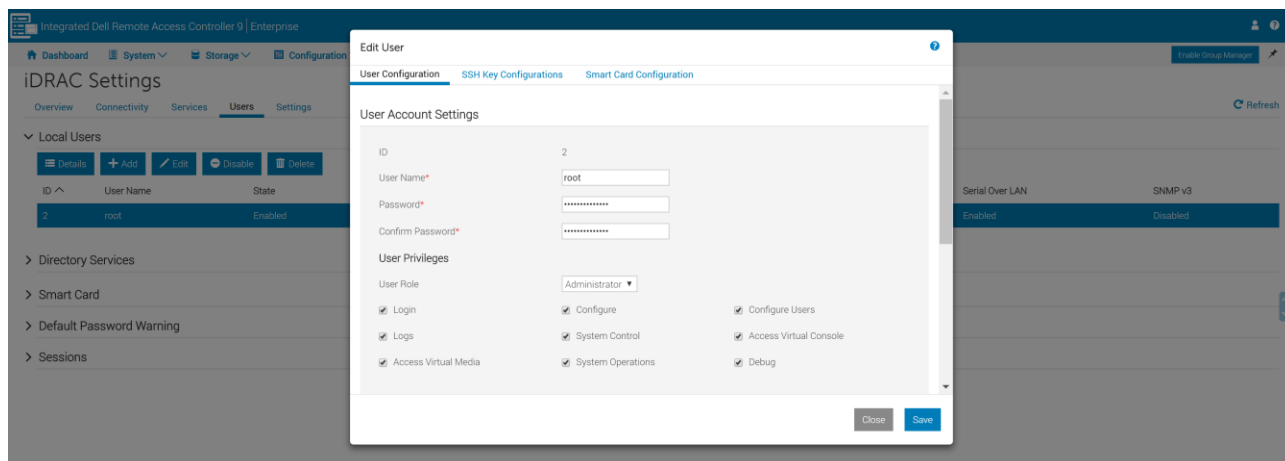 Integrated Dell Remote Access Controller 9 | Enterprise
Dashboard System Storage Configuration
Enable Group Manager
iDRAC Settings
Overview Connectivity Services Users Settings
Refresh
Local Users
Details Add Edit Disable Delete
ID User Name State Serial Over LAN SNMP v3
2 root Enabled Enabled Disabled
Directory Services
Smart Card
Default Password Warning
Sessions
Edit User
User Configuration SSH Key Configurations Smart Card Configuration
User Account Settings
ID 2
User Name* root
Password* ••••••••••••••
Confirm Password* ••••••••••••••
User Privileges
User Role Administrator
Login Configure Configure Users
Logs System Control Access Virtual Console
Access Virtual Media System Operations Debug
Close Save